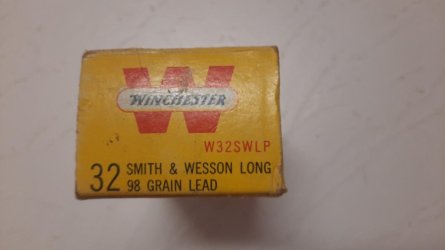 W
WINCHESTER
W32SWLP
32 SMITH & WESSON LONG
98 GRAIN LEAD